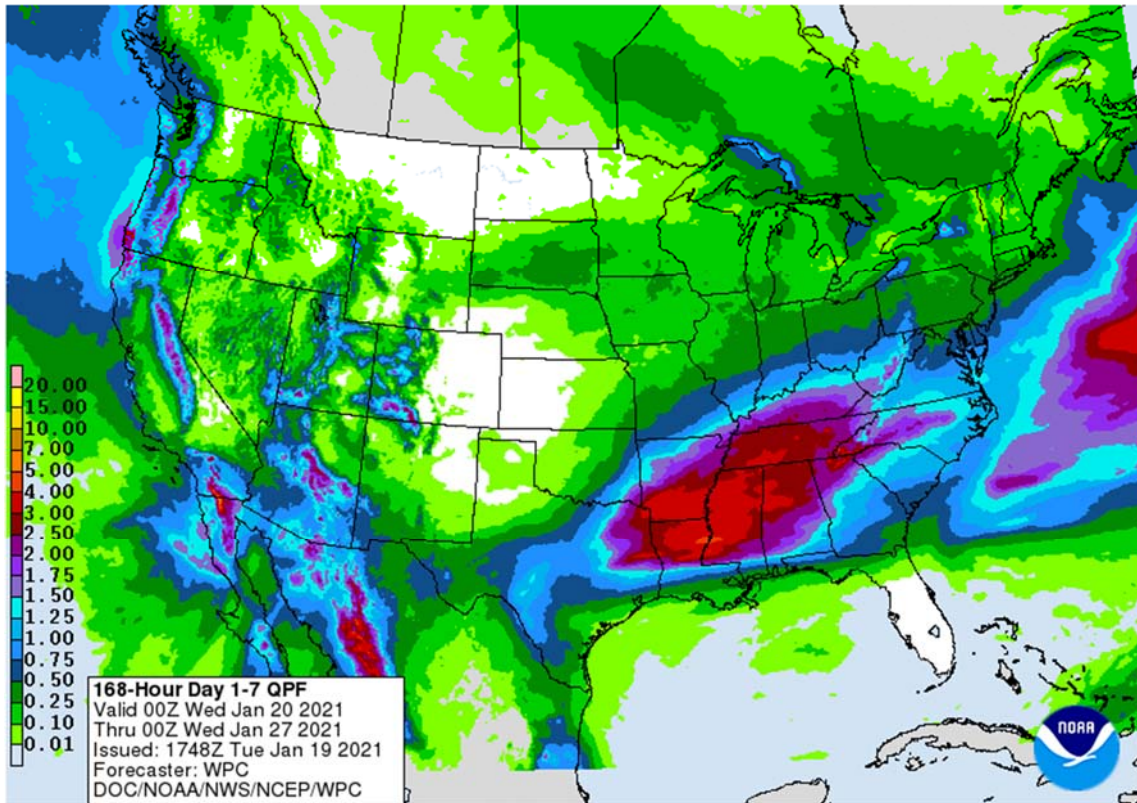 20.00
15.00
10.00
7.00
5.00
4.00
3.00
2.50
2.00
1.75
1.50
1.25
1.00
0.75
0.50
0.25
0.10
0.01
168-Hour Day 1-7 QPF
Valid 00Z Wed Jan 20 2021
Thru 00Z Wed Jan 27 2021
Issued: 1748Z Tue Jan 19 2021
Forecaster: WPC
DOC/NOAA/NWS/NCEP/WPC
NOAA